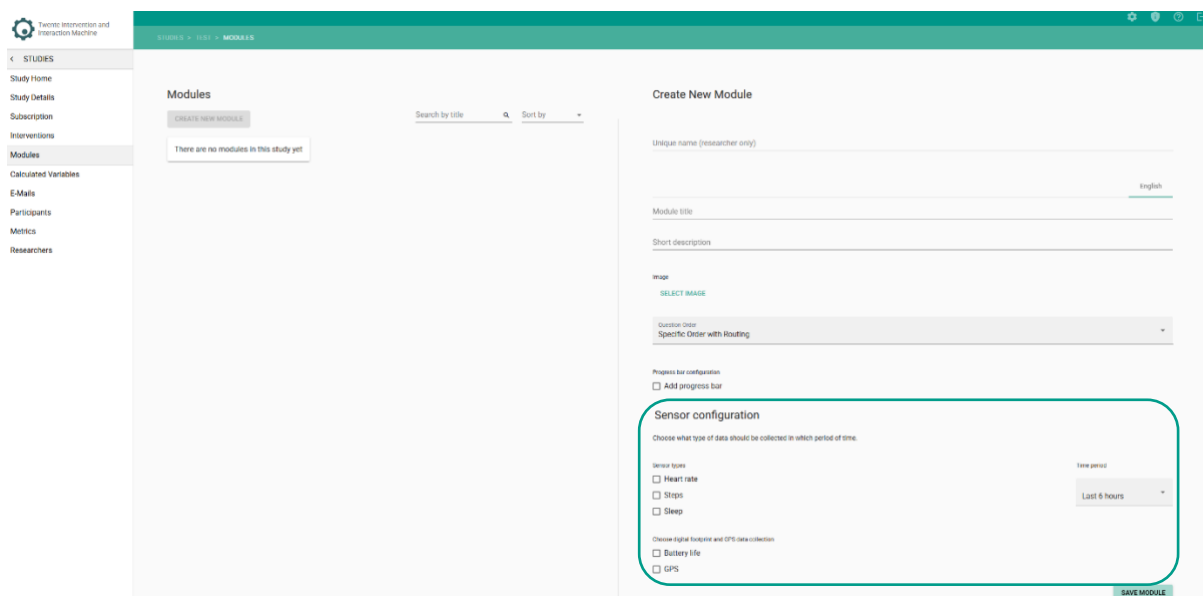 Twente Intervention and
Interaction Machine
STUDIES > TEST > MODULES
< STUDIES
Study Home
Study Details
Subscription
Interventions
Modules
Calculated Variables
E-Mails
Participants
Metrics
Researchers
Modules
CREATE NEW MODULE
Search by title
Sort by
There are no modules in this study yet
Create New Module
Unique name (researcher only)
English
Module title
Short description
Image
SELECT IMAGE
Question Order
Specific Order with Routing
Progress bar configuration
Add progress bar
Sensor configuration
Choose what type of data should be collected in which period of time.
Sensor types
Time period
Heart rate
Steps
Last 6 hours
Sleep
Choose digital footprint and GPS data collection
Battery life
GPS
SAVE MODULE